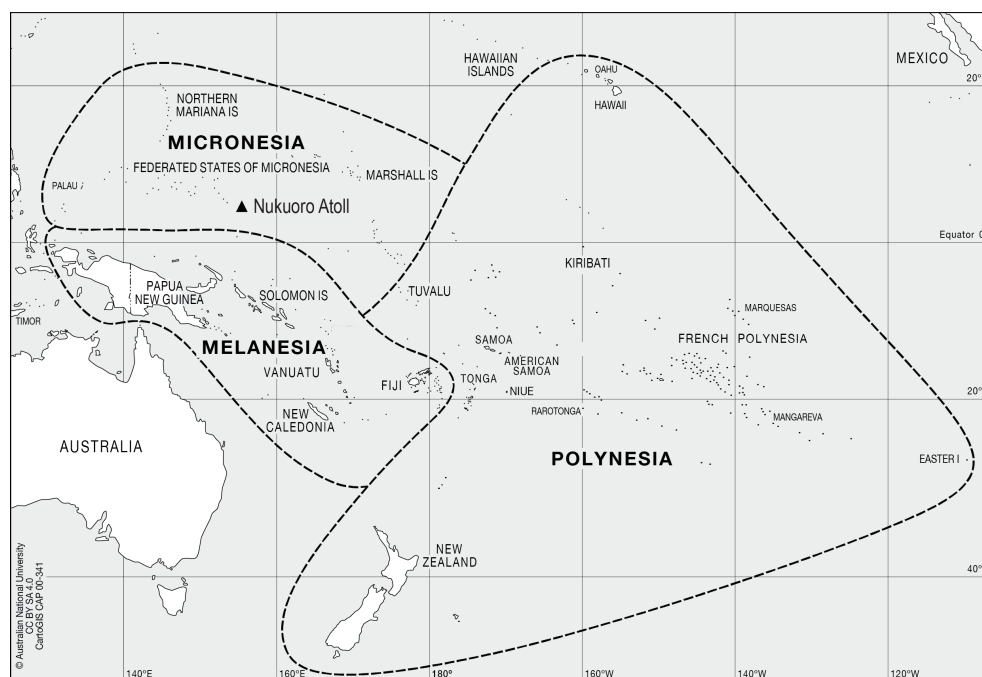 HAWAIIAN
ISLANDS
OAHU
HAWAII
MEXICO
20°
NORTHERN
MARIANA IS
MICRONESIA
FEDERATED STATES OF MICRONESIA
MARSHALL IS
PALAU
▲ Nukuoro Atoll
Equator 0
KIRIBATI
PAPUA
NEW GUINEA
SOLOMON IS
TUVALU
TIMOR
MARQUESAS
FRENCH POLYNESIA
SAMOA
AMERICAN
SAMOA
MELANESIA
VANUATU
FIJI
TONGA
NIUE
20°
RAROTONGA
MANGAREVA
NEW
CALEDONIA
AUSTRALIA
POLYNESIA
EASTER I
NEW
ZEALAND
40°
© Australian National University
CC BY SA 4.0
CartoGIS CAP 00-341
140°E
160°E
180°
160°W
140°W
120°W